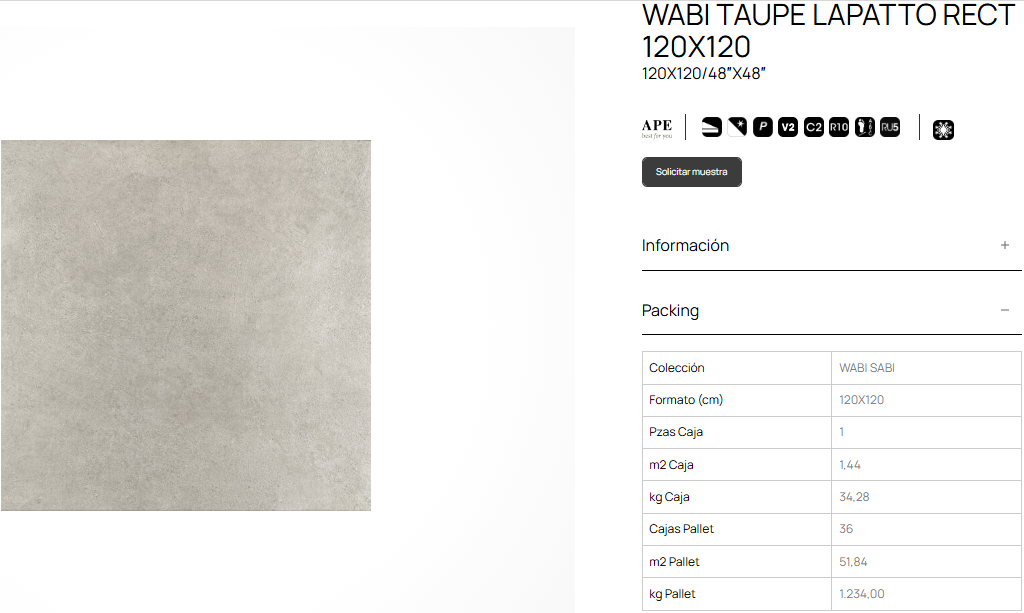 WABI TAUPE LAPATTO RECT
120X120
120X120/48"X48"
APE
best for you
P V2 C2 R10 RU5
Solicitar muestra
Información +
Packing −
Colección WABI SABI
Formato (cm) 120X120
Pzas Caja 1
m2 Caja 1,44
kg Caja 34,28
Cajas Pallet 36
m2 Pallet 51,84
kg Pallet 1.234,00